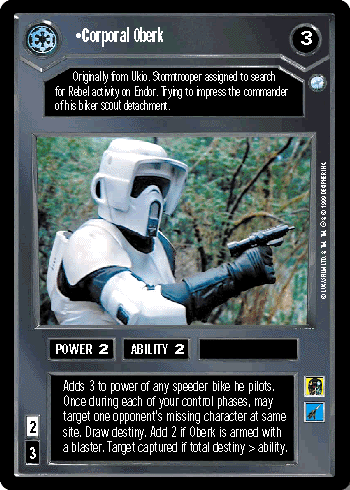 •Corporal Oberk
3
Originally from Ukio. Stormtrooper assigned to search
for Rebel activity on Endor. Trying to impress the commander
of his biker scout detachment.
POWER 2
ABILITY 2
Adds 3 to power of any speeder bike he pilots.
Once during each of your control phases, may
target one opponent's missing character at same
site. Draw destiny. Add 2 if Oberk is armed with
a blaster. Target captured if total destiny > ability.
2
3